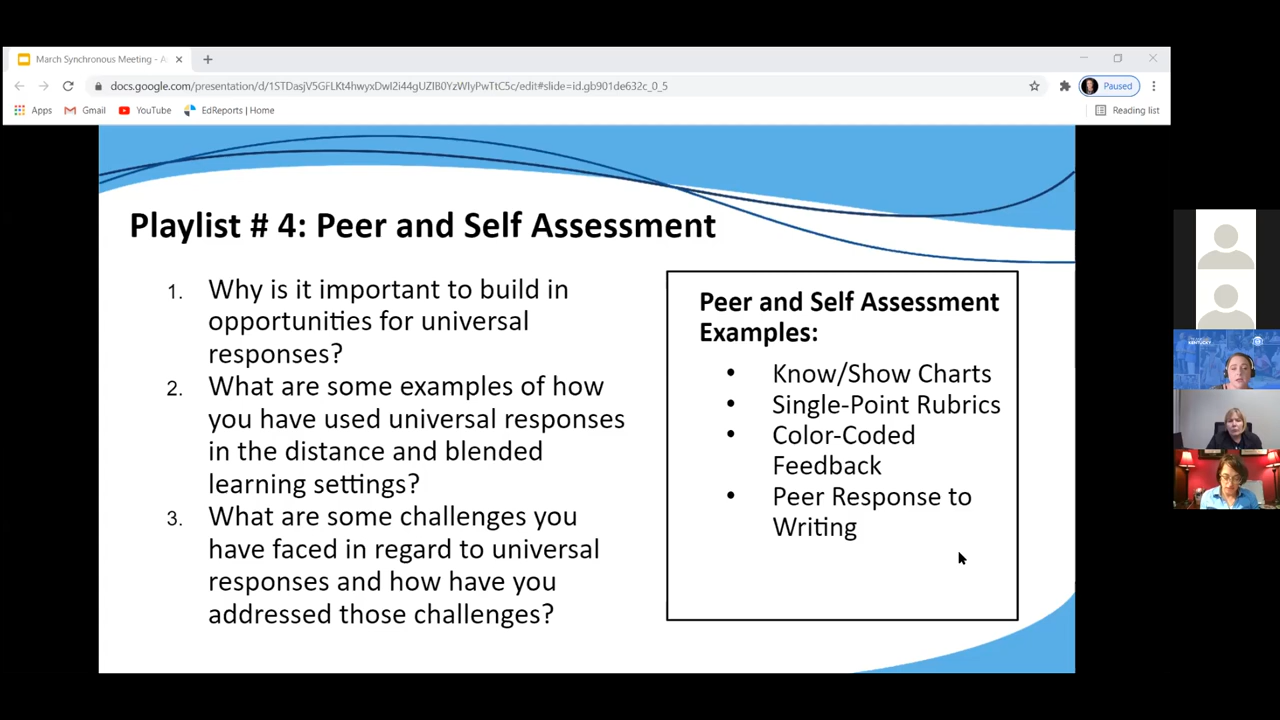 March Synchronous Meeting - A
docs.google.com/presentation/d/1STDasjV5GFLKt4hwyxDwI2i44gUZIB0YzWIyPwTtC5c/edit#slide=id.gb901de632c_0_5
Paused
Apps
Gmail
YouTube
EdReports | Home
Reading list
Playlist # 4: Peer and Self Assessment
1. Why is it important to build in
opportunities for universal
responses?
2. What are some examples of how
you have used universal responses
in the distance and blended
learning settings?
3. What are some challenges you
have faced in regard to universal
responses and how have you
addressed those challenges?
Peer and Self Assessment
Examples:
• Know/Show Charts
• Single-Point Rubrics
• Color-Coded
Feedback
• Peer Response to
Writing
KENTUCKY